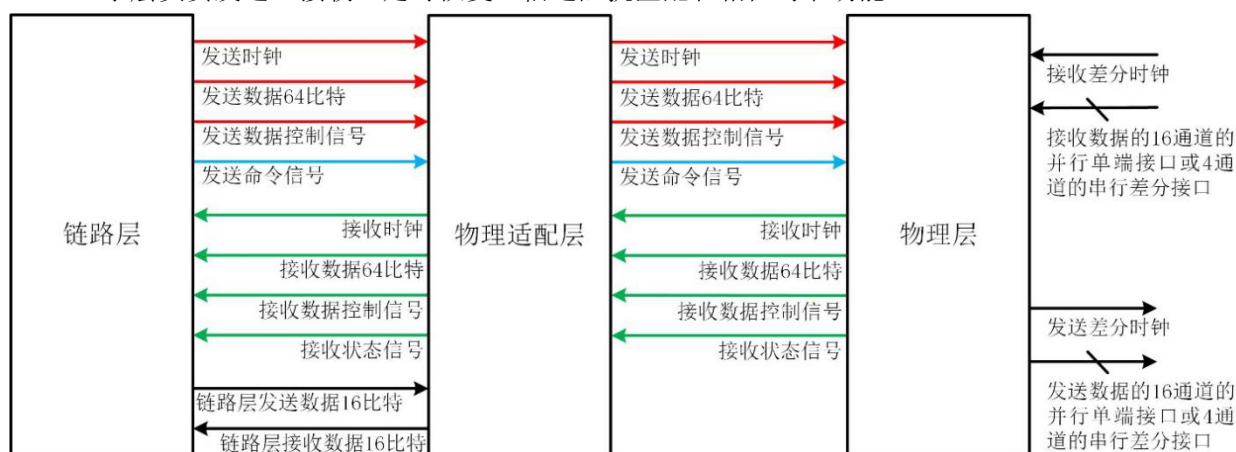 发送时钟
发送数据64比特
发送数据控制信号
发送命令信号
接收时钟
接收数据64比特
接收数据控制信号
接收状态信号
链路层发送数据16比特
链路层接收数据16比特
链路层
物理适配层
发送时钟
发送数据64比特
发送数据控制信号
发送命令信号
接收时钟
接收数据64比特
接收数据控制信号
接收状态信号
物理层
接收差分时钟
接收数据的16通道的
并行单端接口或4通
道的串行差分接口
发送差分时钟
发送数据的16通道的
并行单端接口或4通
道的串行差分接口